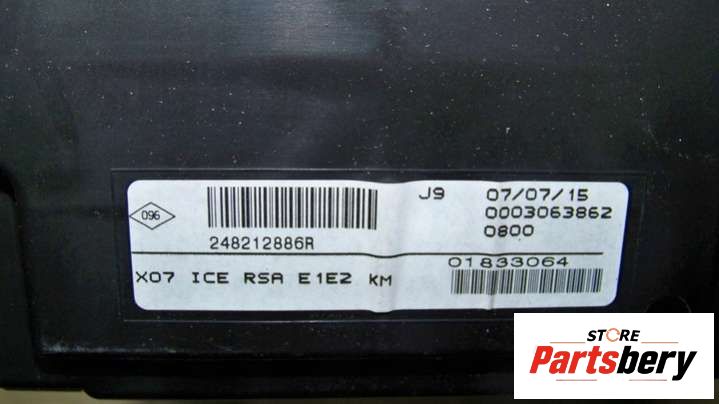 J9 07/07/15
096
0003063862
248212886R
0800
01833064
X07 ICE RSA E1E2 KM
STORE
Partsbery